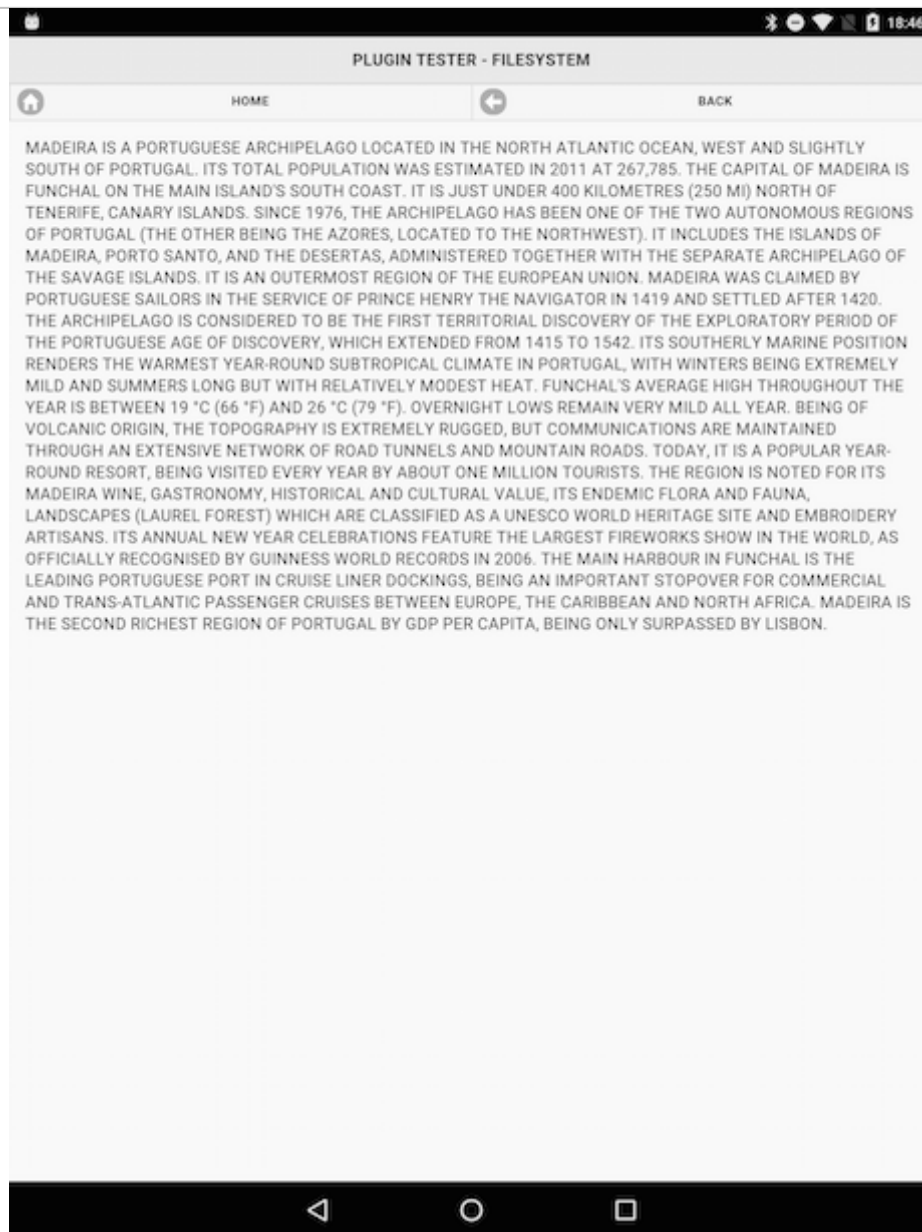 18:46
PLUGIN TESTER - FILESYSTEM
HOME
BACK
MADEIRA IS A PORTUGUESE ARCHIPELAGO LOCATED IN THE NORTH ATLANTIC OCEAN, WEST AND SLIGHTLY
SOUTH OF PORTUGAL. ITS TOTAL POPULATION WAS ESTIMATED IN 2011 AT 267,785. THE CAPITAL OF MADEIRA IS
FUNCHAL ON THE MAIN ISLAND'S SOUTH COAST. IT IS JUST UNDER 400 KILOMETRES (250 MI) NORTH OF
TENERIFE, CANARY ISLANDS. SINCE 1976, THE ARCHIPELAGO HAS BEEN ONE OF THE TWO AUTONOMOUS REGIONS
OF PORTUGAL (THE OTHER BEING THE AZORES, LOCATED TO THE NORTHWEST). IT INCLUDES THE ISLANDS OF
MADEIRA, PORTO SANTO, AND THE DESERTAS, ADMINISTERED TOGETHER WITH THE SEPARATE ARCHIPELAGO OF
THE SAVAGE ISLANDS. IT IS AN OUTERMOST REGION OF THE EUROPEAN UNION. MADEIRA WAS CLAIMED BY
PORTUGUESE SAILORS IN THE SERVICE OF PRINCE HENRY THE NAVIGATOR IN 1419 AND SETTLED AFTER 1420.
THE ARCHIPELAGO IS CONSIDERED TO BE THE FIRST TERRITORIAL DISCOVERY OF THE EXPLORATORY PERIOD OF
THE PORTUGUESE AGE OF DISCOVERY, WHICH EXTENDED FROM 1415 TO 1542. ITS SOUTHERLY MARINE POSITION
RENDERS THE WARMEST YEAR-ROUND SUBTROPICAL CLIMATE IN PORTUGAL, WITH WINTERS BEING EXTREMELY
MILD AND SUMMERS LONG BUT WITH RELATIVELY MODEST HEAT. FUNCHAL'S AVERAGE HIGH THROUGHOUT THE
YEAR IS BETWEEN 19 °C (66 °F) AND 26 °C (79 °F). OVERNIGHT LOWS REMAIN VERY MILD ALL YEAR. BEING OF
VOLCANIC ORIGIN, THE TOPOGRAPHY IS EXTREMELY RUGGED, BUT COMMUNICATIONS ARE MAINTAINED
THROUGH AN EXTENSIVE NETWORK OF ROAD TUNNELS AND MOUNTAIN ROADS. TODAY, IT IS A POPULAR YEAR-
ROUND RESORT, BEING VISITED EVERY YEAR BY ABOUT ONE MILLION TOURISTS. THE REGION IS NOTED FOR ITS
MADEIRA WINE, GASTRONOMY, HISTORICAL AND CULTURAL VALUE, ITS ENDEMIC FLORA AND FAUNA,
LANDSCAPES (LAUREL FOREST) WHICH ARE CLASSIFIED AS A UNESCO WORLD HERITAGE SITE AND EMBROIDERY
ARTISANS. ITS ANNUAL NEW YEAR CELEBRATIONS FEATURE THE LARGEST FIREWORKS SHOW IN THE WORLD, AS
OFFICIALLY RECOGNISED BY GUINNESS WORLD RECORDS IN 2006. THE MAIN HARBOUR IN FUNCHAL IS THE
LEADING PORTUGUESE PORT IN CRUISE LINER DOCKINGS, BEING AN IMPORTANT STOPOVER FOR COMMERCIAL
AND TRANS-ATLANTIC PASSENGER CRUISES BETWEEN EUROPE, THE CARIBBEAN AND NORTH AFRICA. MADEIRA IS
THE SECOND RICHEST REGION OF PORTUGAL BY GDP PER CAPITA, BEING ONLY SURPASSED BY LISBON.